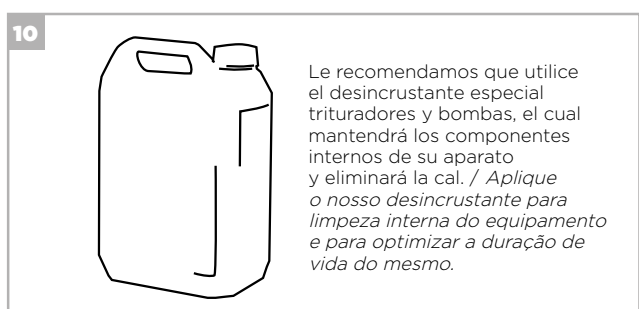 10
Le recomendamos que utilice
el desincrustante especial
trituradores y bombas, el cual
mantendrá los componentes
internos de su aparato
y eliminará la cal. / Aplique
o nosso desincrustante para
limpeza interna do equipamento
e para optimizar a duração de
vida do mesmo.